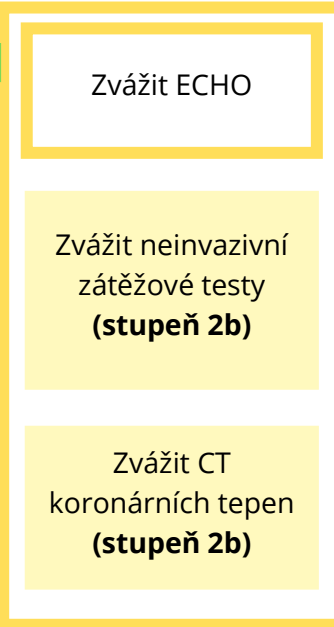 Zvážit ECHO
Zvážit neinvazivní
zátěžové testy
(stupeň 2b)
Zvážit CT
koronárních tepen
(stupeň 2b)